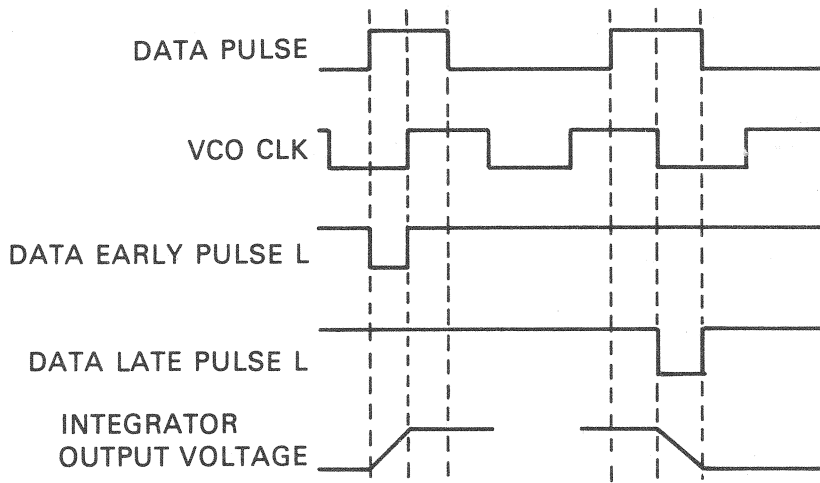 DATA PULSE
VCO CLK
DATA EARLY PULSE L
DATA LATE PULSE L
INTEGRATOR
OUTPUT VOLTAGE